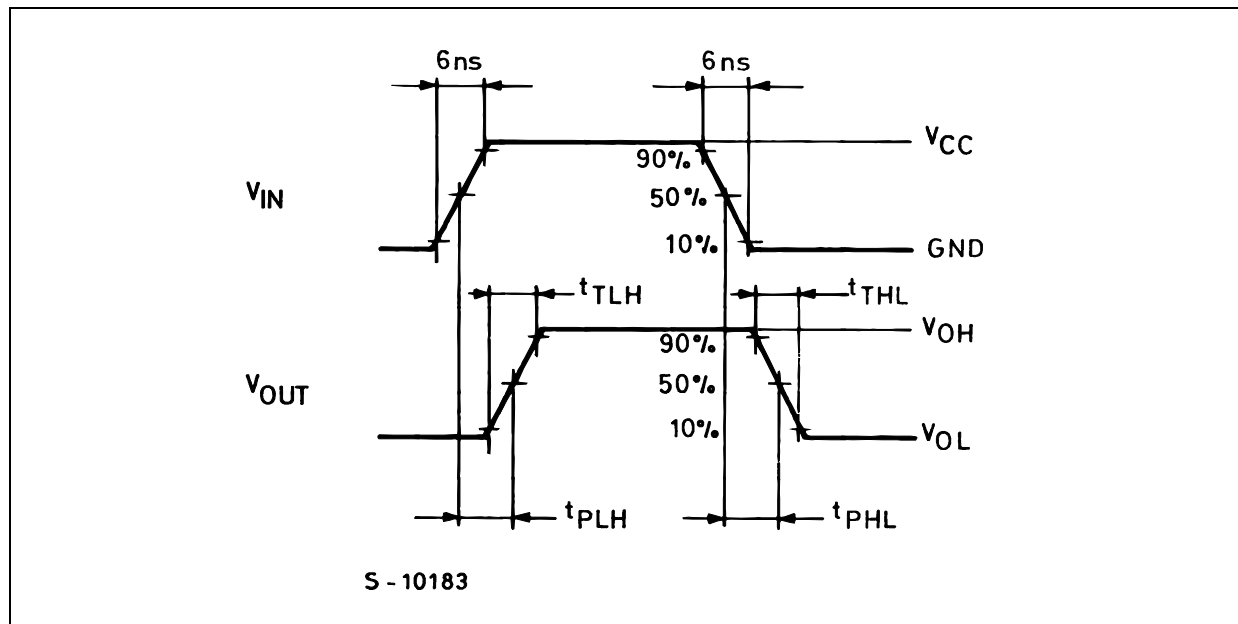 6ns 6ns
VCC
90%
VIN
50%
10%
GND
tTLH tTHL
VOH
90%
VOUT
50%
10%
VOL
tPLH tPHL
S-10183